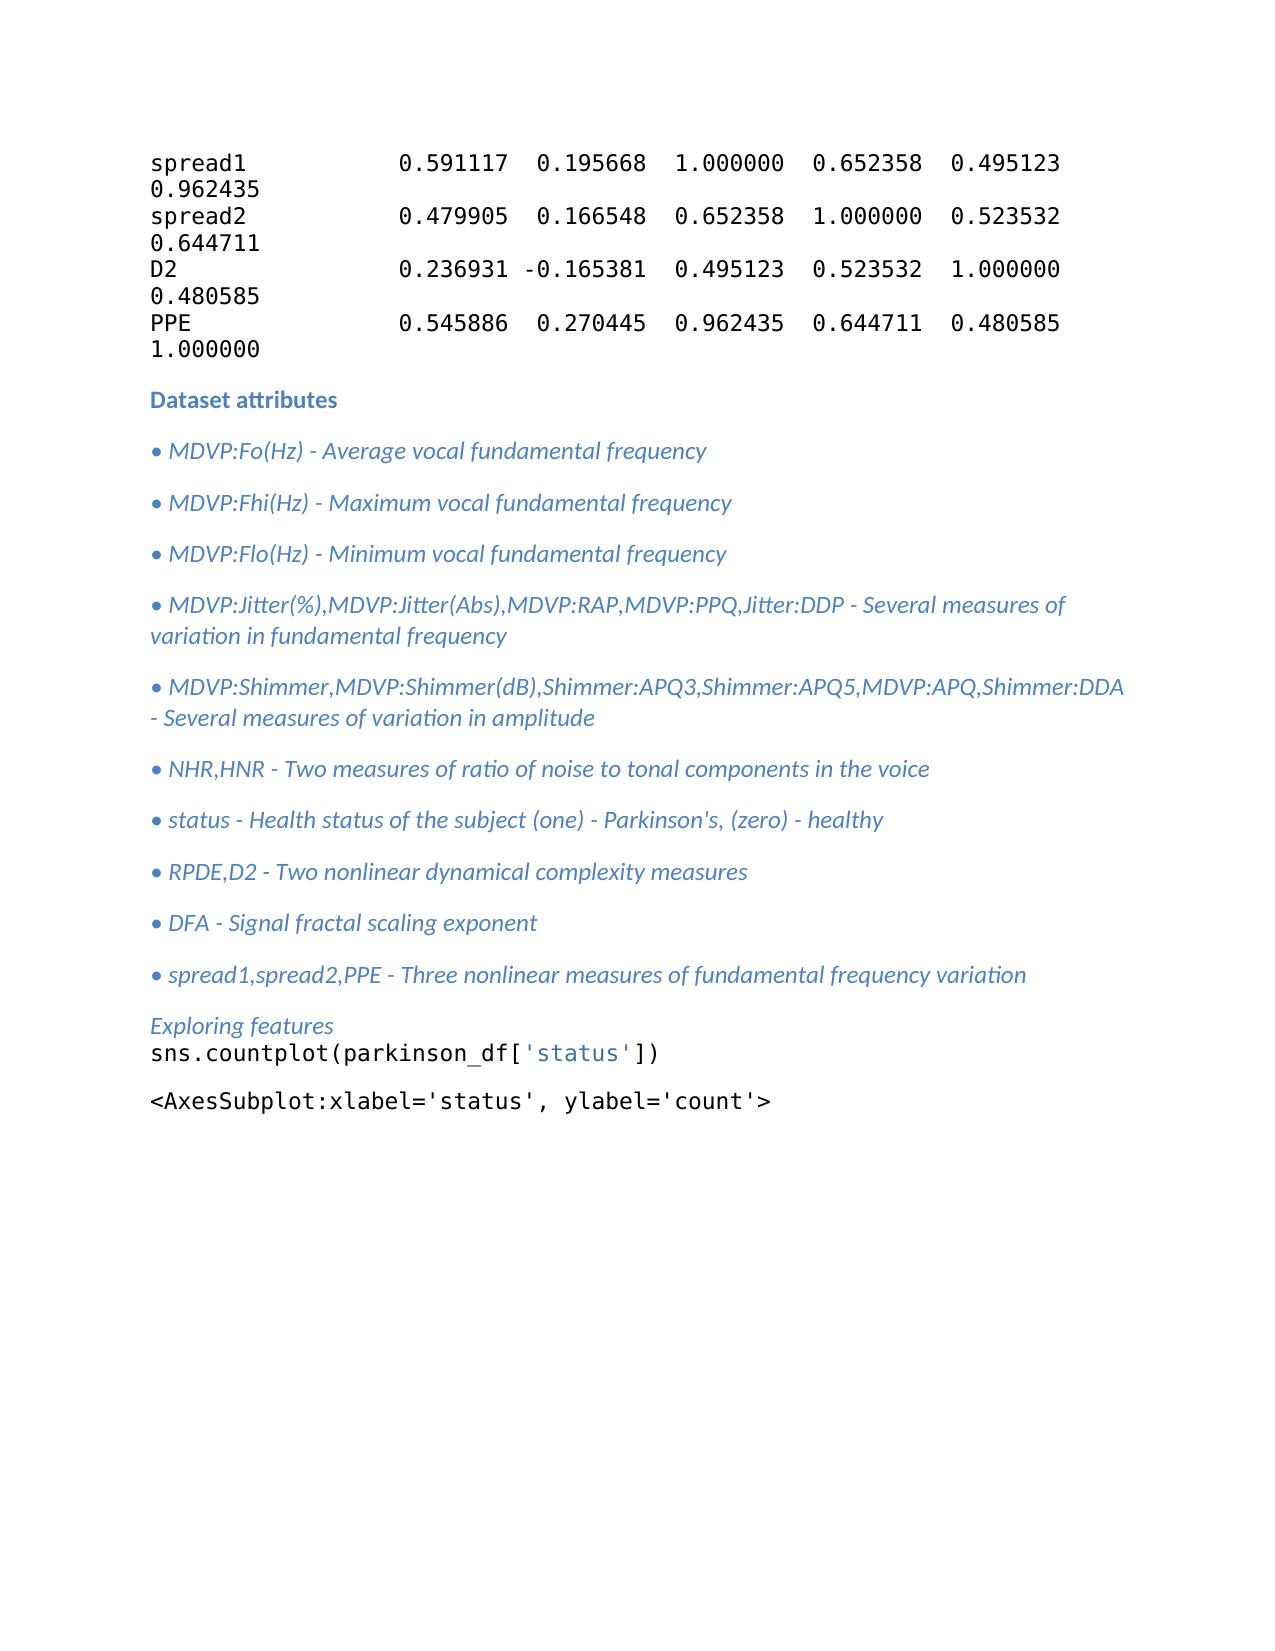 spread1           0.591117  0.195668  1.000000  0.652358  0.495123
0.962435
spread2           0.479905  0.166548  0.652358  1.000000  0.523532
0.644711
D2                0.236931 -0.165381  0.495123  0.523532  1.000000
0.480585
PPE               0.545886  0.270445  0.962435  0.644711  0.480585
1.000000
Dataset attributes
• MDVP:Fo(Hz) - Average vocal fundamental frequency
• MDVP:Fhi(Hz) - Maximum vocal fundamental frequency
• MDVP:Flo(Hz) - Minimum vocal fundamental frequency
• MDVP:Jitter(%),MDVP:Jitter(Abs),MDVP:RAP,MDVP:PPQ,Jitter:DDP - Several measures of
variation in fundamental frequency
• MDVP:Shimmer,MDVP:Shimmer(dB),Shimmer:APQ3,Shimmer:APQ5,MDVP:APQ,Shimmer:DDA
- Several measures of variation in amplitude
• NHR,HNR - Two measures of ratio of noise to tonal components in the voice
• status - Health status of the subject (one) - Parkinson's, (zero) - healthy
• RPDE,D2 - Two nonlinear dynamical complexity measures
• DFA - Signal fractal scaling exponent
• spread1,spread2,PPE - Three nonlinear measures of fundamental frequency variation
Exploring features
sns.countplot(parkinson_df['status'])
<AxesSubplot:xlabel='status', ylabel='count'>